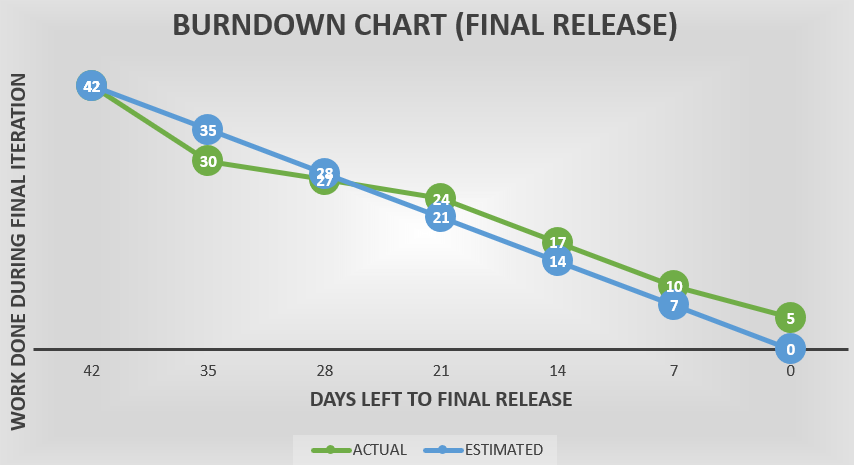 BURNDOWN CHART (FINAL RELEASE)
WORK DONE DURING FINAL ITERATION
42
35
30
28
27
24
21
17
14
10
7
5
0
42 35 28 21 14 7 0
DAYS LEFT TO FINAL RELEASE
ACTUAL ESTIMATED